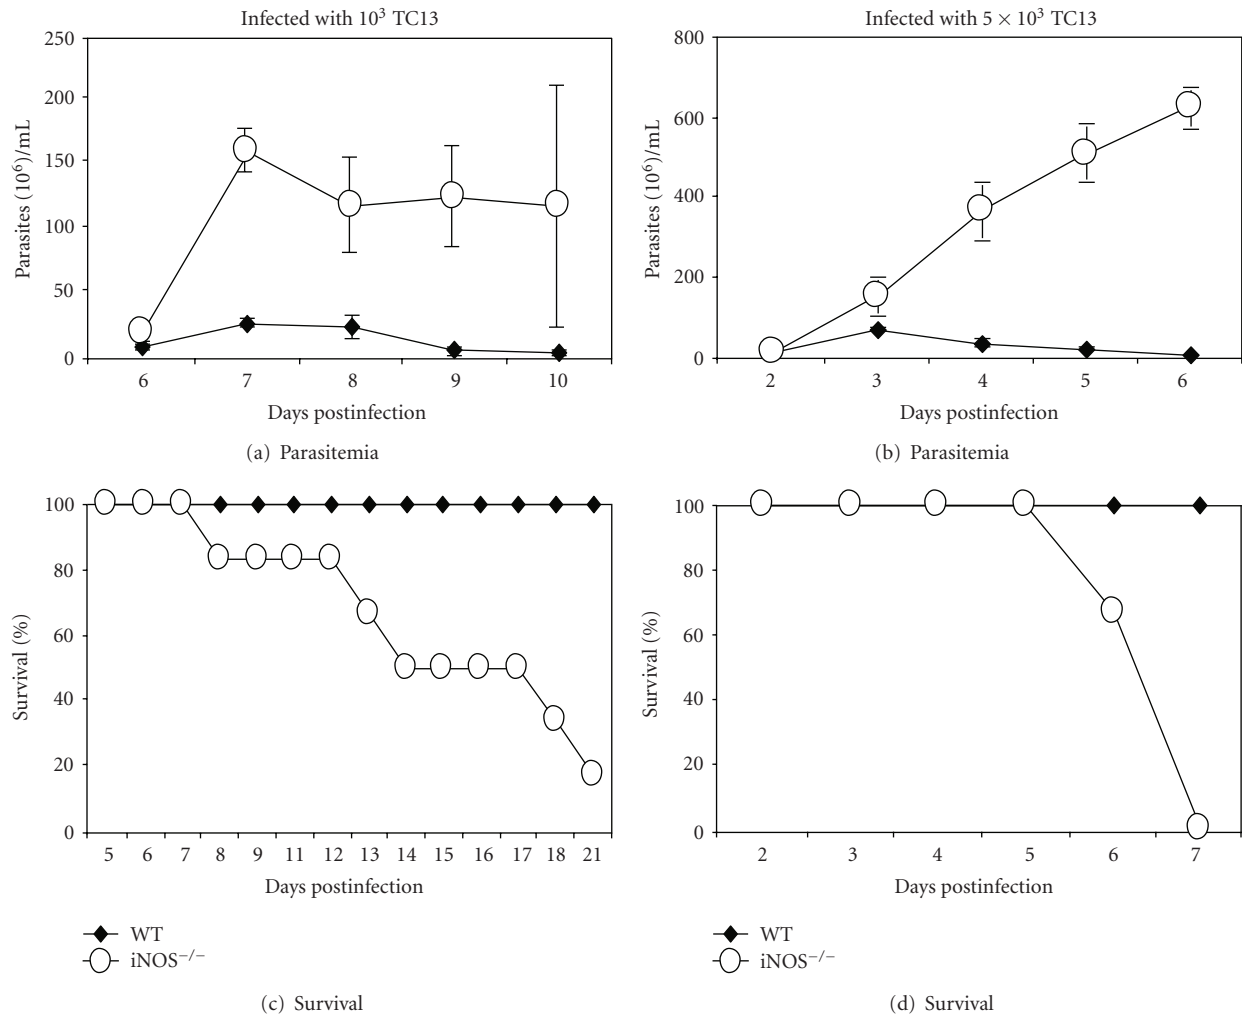 Infected with 10³ TC13
250
200
150
100
50
0
Parasites (10⁶)/mL
6 7 8 9 10
Days postinfection
(a) Parasitemia
Infected with 5 × 10³ TC13
800
600
400
200
0
Parasites (10⁶)/mL
2 3 4 5 6
Days postinfection
(b) Parasitemia
100
80
60
40
20
0
Survival (%)
5 6 7 8 9 11 12 13 14 15 16 17 18 21
Days postinfection
WT
iNOS⁻/⁻
(c) Survival
100
80
60
40
20
0
Survival (%)
2 3 4 5 6 7
Days postinfection
WT
iNOS⁻/⁻
(d) Survival